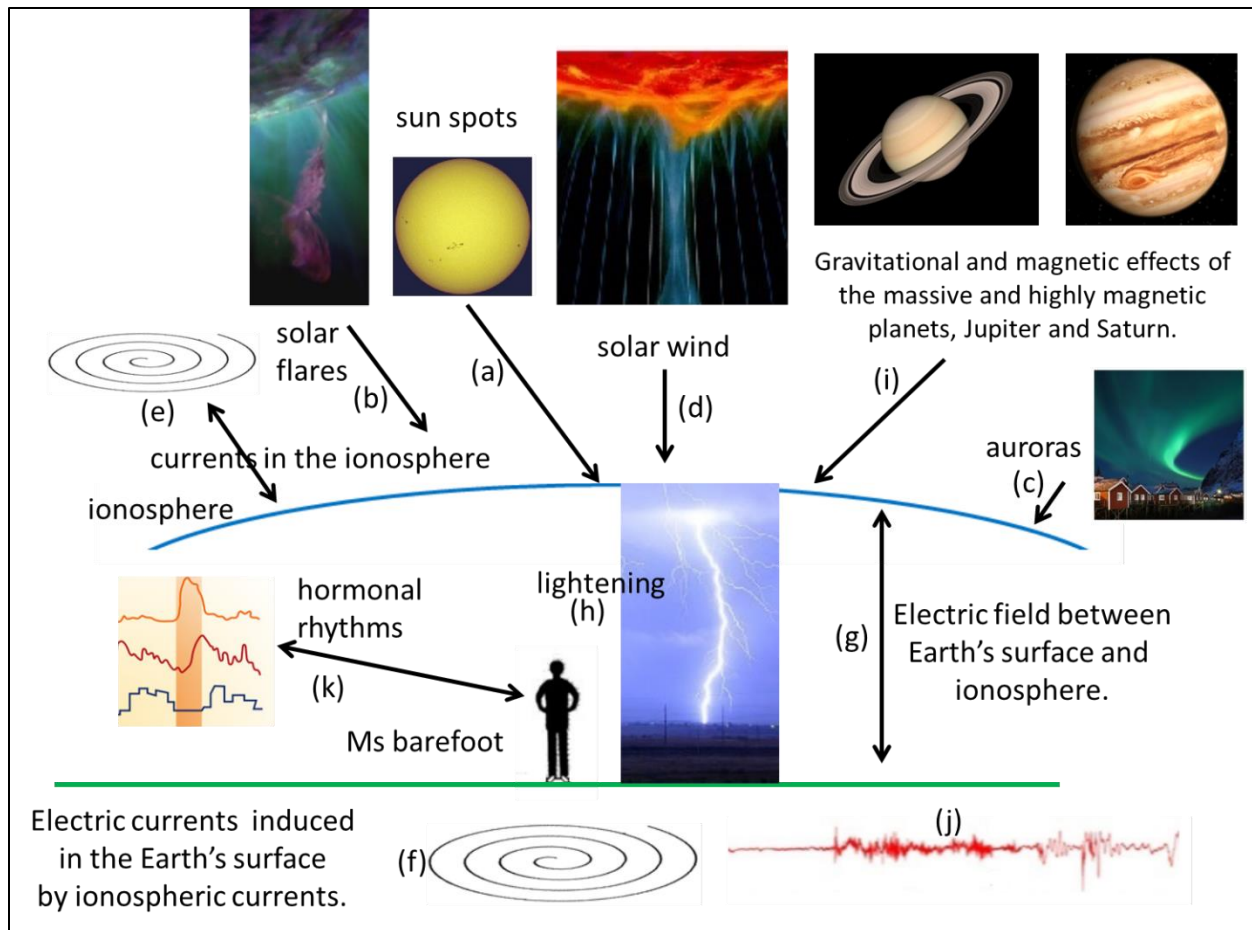 sun spots
solar
flares
(b)
(a)
solar wind
(d)
Gravitational and magnetic effects of
the massive and highly magnetic
planets, Jupiter and Saturn.
(i)
(e)
currents in the ionosphere
ionosphere
auroras
(c)
hormonal
rhythms
(k)
lightening
(h)
Ms barefoot
(g)
Electric field between
Earth’s surface and
ionosphere.
Electric currents induced
in the Earth’s surface
by ionospheric currents.
(f)
(j)